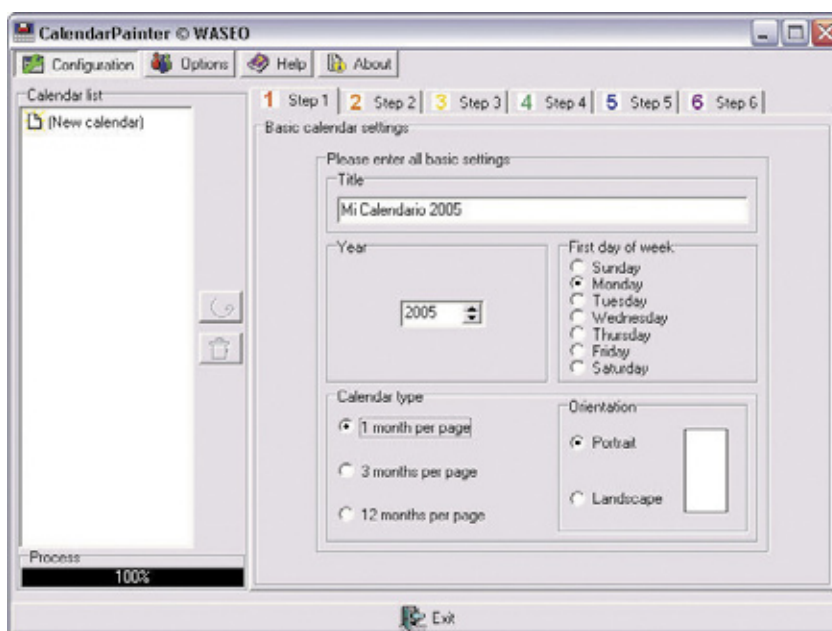 CalendarPainter © WASEO
Configuration Options Help About
Calendar list
(New calendar)
Process
100%
1 Step 1 2 Step 2 3 Step 3 4 Step 4 5 Step 5 6 Step 6
Basic calendar settings
Please enter all basic settings
Title
Mi Calendario 2005
Year
2005
First day of week
Sunday
Monday
Tuesday
Wednesday
Thursday
Friday
Saturday
Calendar type
1 month per page
3 months per page
12 months per page
Orientation
Portrait
Landscape
Exit